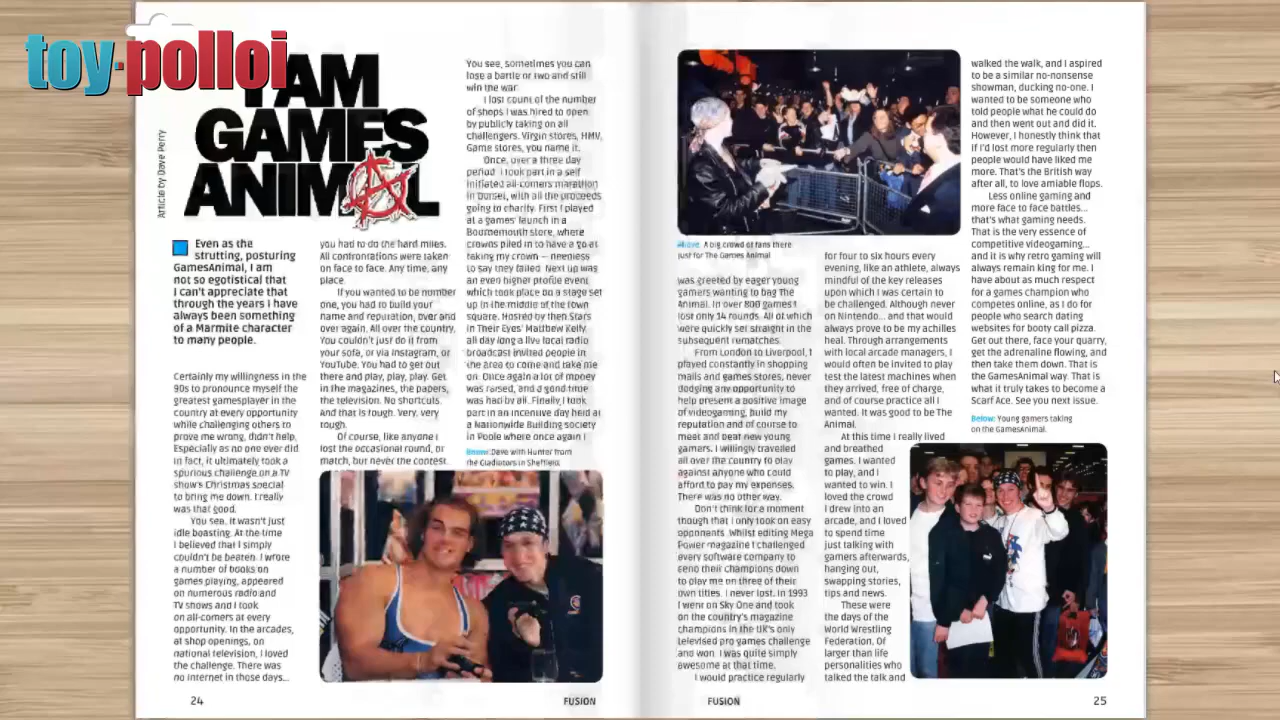 toy-polloi
I AM
GAMES
ANIMAL
Article by Dave Perry
Even as the
strutting, posturing
GamesAnimal, I am
not so egotistical that
I can't appreciate that
through the years I have
always been something
of a Marmite character
to many people.
Certainly my willingness in the
90s to pronounce myself the
greatest gamesplayer in the
country at every opportunity
while challenging others to
prove me wrong, didn't help.
Especially as no one ever did
in fact, it ultimately took a
spurious challenge on a TV
show's Christmas special
to bring me down. I really
was that good.
You see, it wasn't just
idle boasting. At the time
I believed that I simply
couldn't be beaten. I wrote
a number of books on
games playing, appeared
on numerous radio and
TV shows and I took
on all-comers at every
opportunity. In the arcades,
at shop openings, on
national television, I loved
the challenge. There was
no internet in those days...
you had to do the hard miles.
All confrontations were taken
on face to face. Any time, any
place.
If you wanted to be number
one, you had to build your
name and reputation, over and
over again. All over the country.
You couldn't just do it from
your sofa, or via Instagram, or
YouTube. You had to get out
there and play, play, play. Get
in the magazines, the papers,
the television. No shortcuts.
And that is rough. Very, very
rough.
Of course, like anyone I
lost the occasional round, or
match, but never the contest.
You see, sometimes you can
lose a battle or two and still
win the war.
I lost count of the number
of shops I was hired to open
by publicly taking on all
challengers. Virgin stores, HMV,
Game stores, you name it.
Once, over a three day
period I took part in a self
initiated all-comers marathon
in Dorset, with all the proceeds
going to charity. First I played
at a games' launch in a
Bournemouth store, where
crowds piled in to have a go at
taking my crown – needless
to say they failed. Next up was
an even higher profile event
which took place on a stage set
up in the middle of the town
square. Hosted by then Stars
in Their Eyes' Matthew Kelly,
all day long a live local radio
broadcast invited people in
the area to come and take me
on. Once again a lot of money
was raised, and a good time
was had by all. Finally, I took
part in an incentive day held at
a Nationwide Building society
in Poole where once again I
Below: Dave with Hunter from
the Gladiators in Sheffield.
24
FUSION
Above: A big crowd of fans there
just for The Games Animal
was greeted by eager young
gamers wanting to bag The
Animal. In over 800 games I
lost only 14 rounds. All of which
were quickly set straight in the
subsequent rematches.
From London to Liverpool, I
played constantly in shopping
malls and games stores, never
dodging any opportunity to
help present a positive image
of videogaming, build my
reputation and of course to
meet and beat new young
gamers. I willingly travelled
all over the country to play
against anyone who could
afford to pay my expenses.
There was no other way.
Don't think for a moment
though that I only took on easy
opponents. Whilst editing Mega
Power magazine I challenged
every software company to
send their champions down
to play me on three of their
own titles. I never lost. In 1993
I went on Sky One and took
on the country's magazine
champions in the UK's only
televised pro games challenge
and won. I was quite simply
awesome at that time.
I would practice regularly
for four to six hours every
evening, like an athlete, always
mindful of the key releases
upon which I was certain to
be challenged. Although never
on Nintendo... and that would
always prove to be my achilles
heal. Through arrangements
with local arcade managers, I
would often be invited to play
test the latest machines when
they arrived, free of charge,
and of course practice all I
wanted. It was good to be The
Animal.
At this time I really lived
and breathed
games. I wanted
to play, and I
wanted to win. I
loved the crowd
I drew into an
arcade, and I loved
to spend time
just talking with
gamers afterwards,
hanging out,
swapping stories,
tips and news.
These were
the days of the
World Wrestling
Federation. Of
larger than life
personalities who
talked the talk and
walked the walk, and I aspired
to be a similar no-nonsense
showman, ducking no-one. I
wanted to be someone who
told people what he could do
and then went out and did it.
However, I honestly think that
if I'd lost more regularly then
people would have liked me
more. That's the British way
after all, to love amiable flops.
Less online gaming and
more face to face battles...
that's what gaming needs.
That is the very essence of
competitive videogaming...
and it is why retro gaming will
always remain king for me. I
have about as much respect
for a games champion who
competes online, as I do for
people who search dating
websites for booty call pizza.
Get out there, face your quarry,
get the adrenaline flowing, and
then take them down. That is
the GamesAnimal way. That is
what it truly takes to become a
Scarf Ace. See you next issue.
Below: Young gamers taking
on the GamesAnimal.
FUSION
25